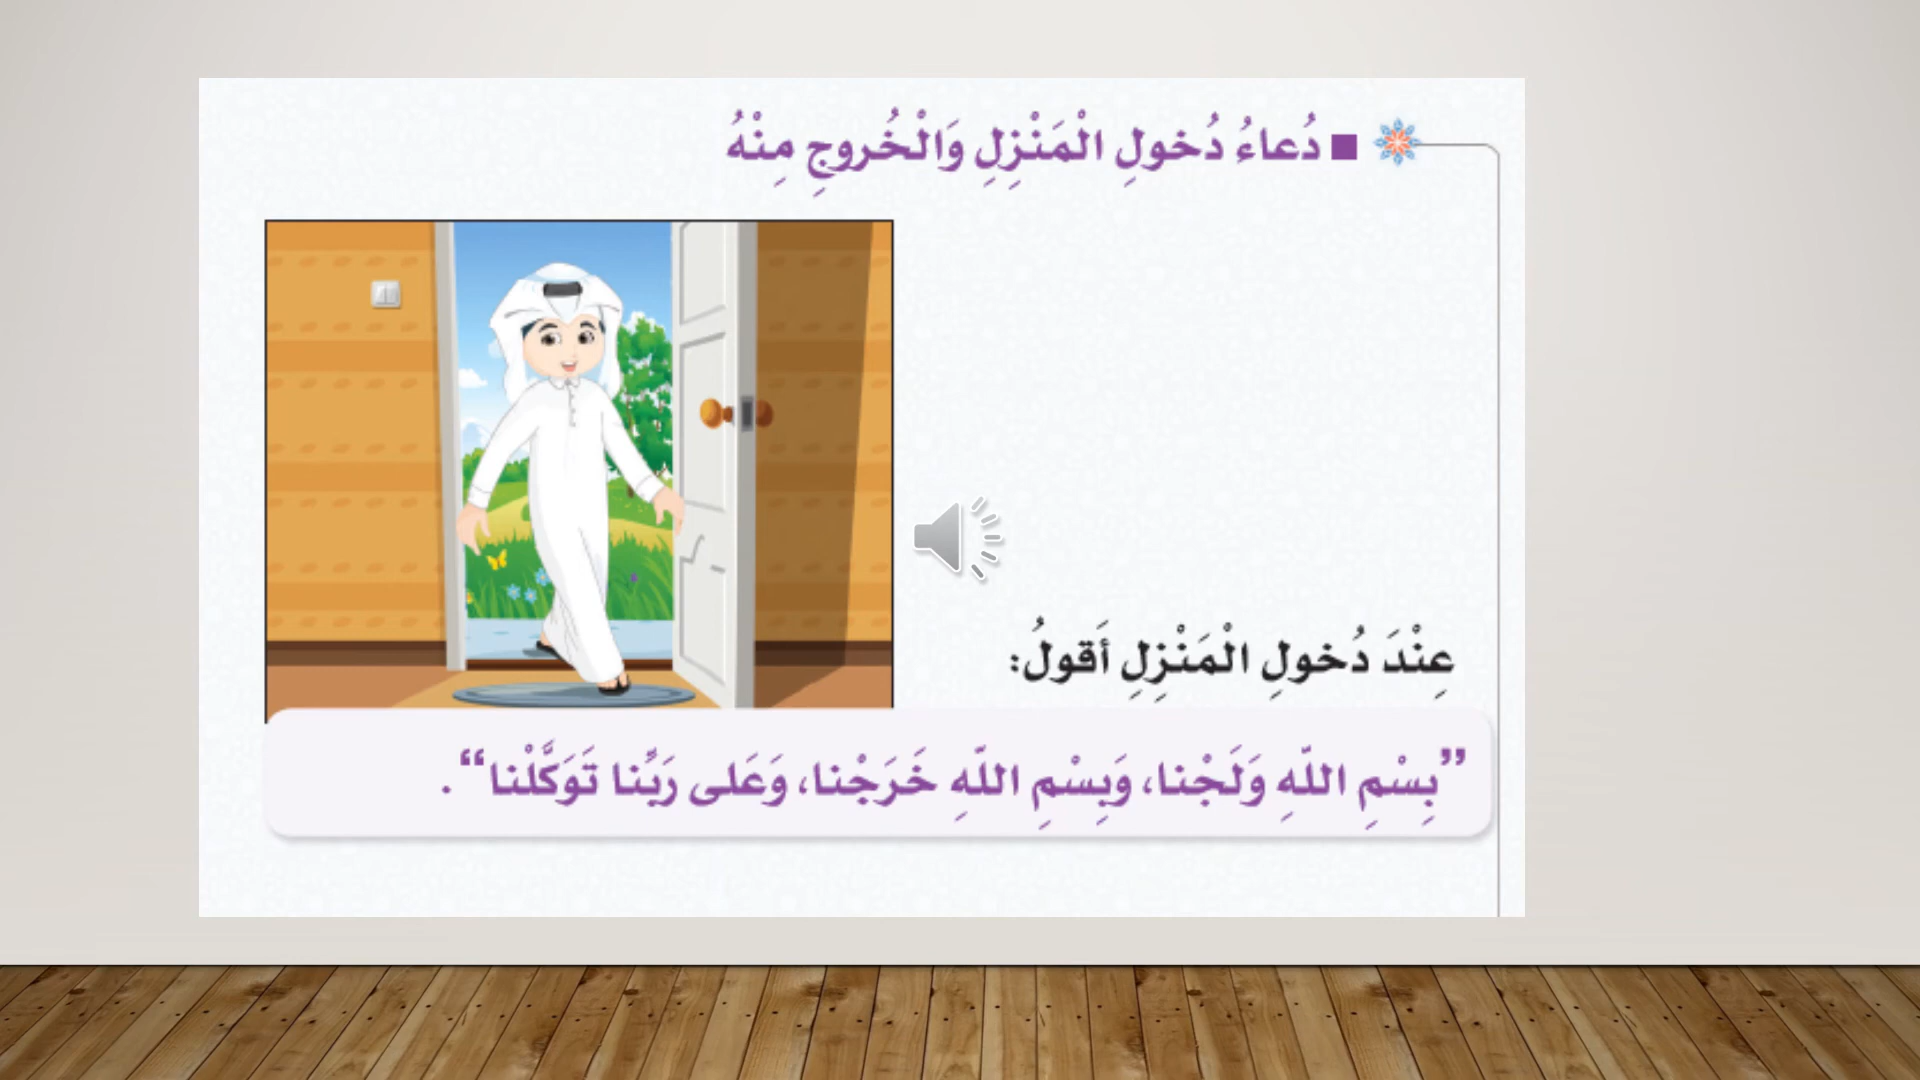 ■ دُعاءُ دُخولِ الْمَنْزِلِ وَالْخُروجِ مِنْهُ
عِنْدَ دُخولِ الْمَنْزِلِ أَقولُ:
”بِسْمِ اللّهِ وَلَجْنا، وَبِسْمِ اللّهِ خَرَجْنا، وَعَلى رَبِّنا تَوَكَّلْنا“.